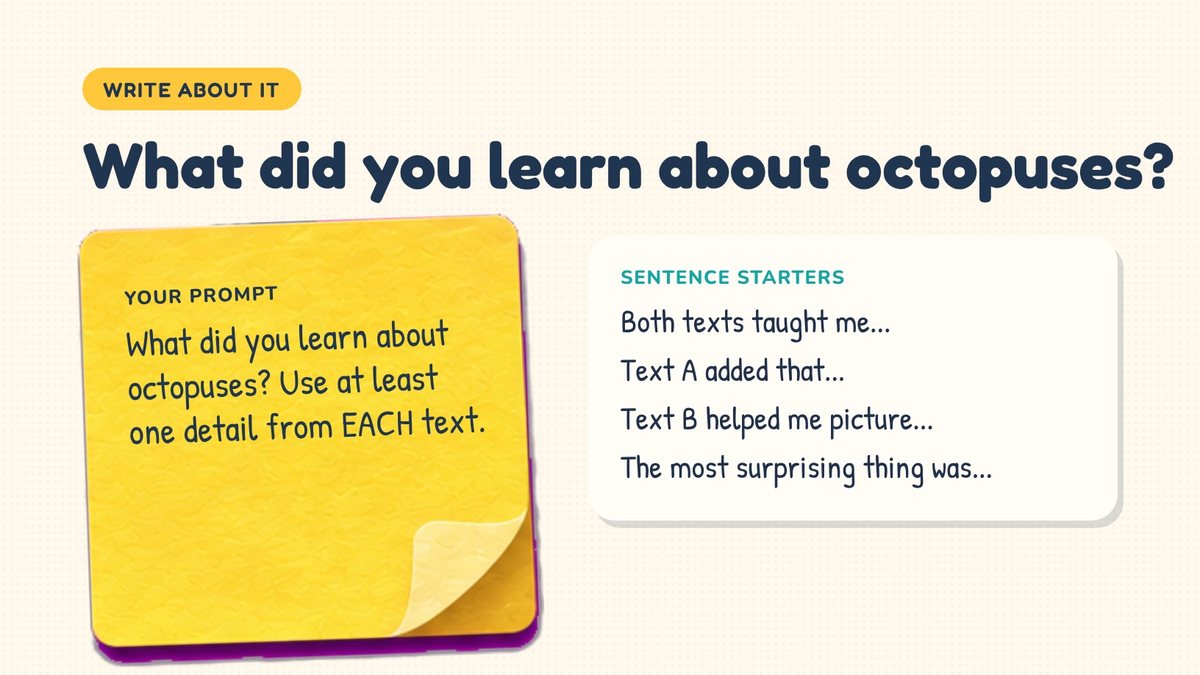 WRITE ABOUT IT
What did you learn about octopuses?
YOUR PROMPT
What did you learn about
octopuses? Use at least
one detail from EACH text.
SENTENCE STARTERS
Both texts taught me...
Text A added that...
Text B helped me picture...
The most surprising thing was...